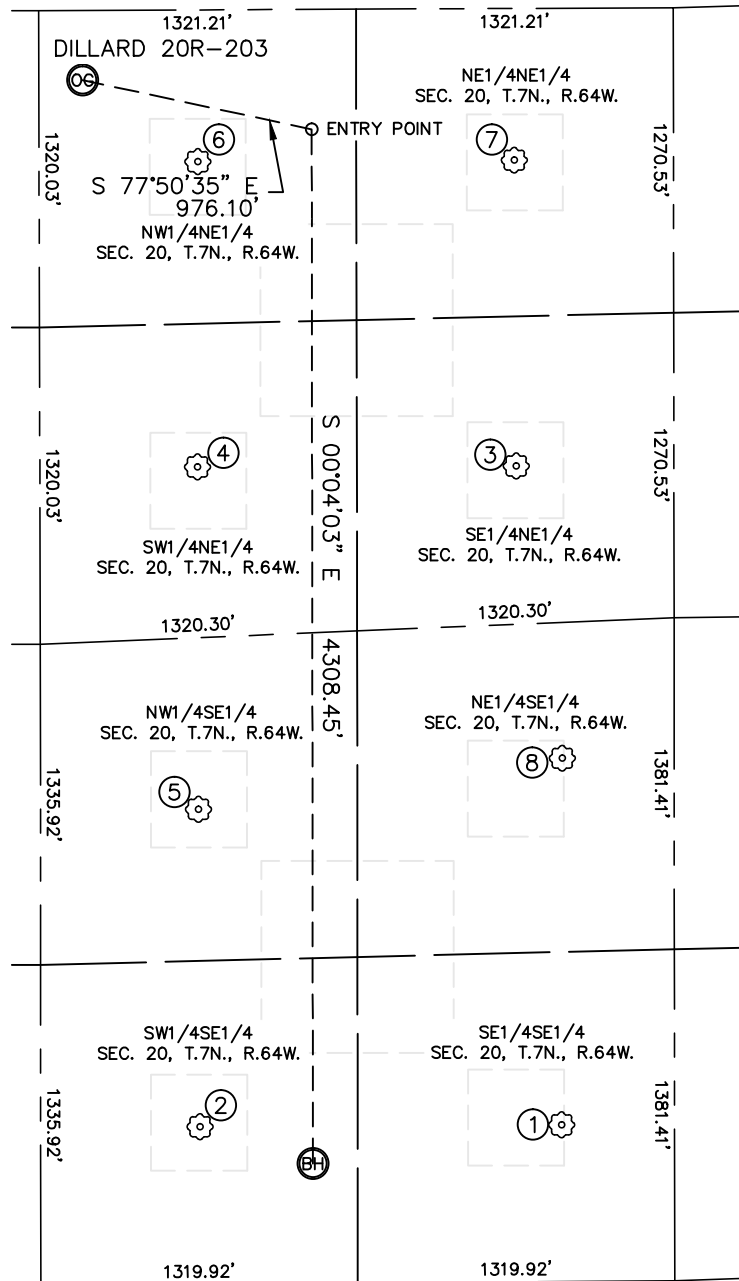 1321.21'
1321.21'
DILLARD 20R-203
OG
NE1/4NE1/4
SEC. 20, T.7N., R.64W.
ENTRY POINT
6
7
1320.03'
1270.53'
S 77°50'35" E
976.10'
NW1/4NE1/4
SEC. 20, T.7N., R.64W.
S 00°04'03" E 4308.45'
4
3
1320.03'
1270.53'
SW1/4NE1/4
SEC. 20, T.7N., R.64W.
SE1/4NE1/4
SEC. 20, T.7N., R.64W.
1320.30'
1320.30'
NW1/4SE1/4
SEC. 20, T.7N., R.64W.
NE1/4SE1/4
SEC. 20, T.7N., R.64W.
5
8
1335.92'
1381.41'
SW1/4SE1/4
SEC. 20, T.7N., R.64W.
SE1/4SE1/4
SEC. 20, T.7N., R.64W.
2
1
1335.92'
1381.41'
BH
1319.92'
1319.92'